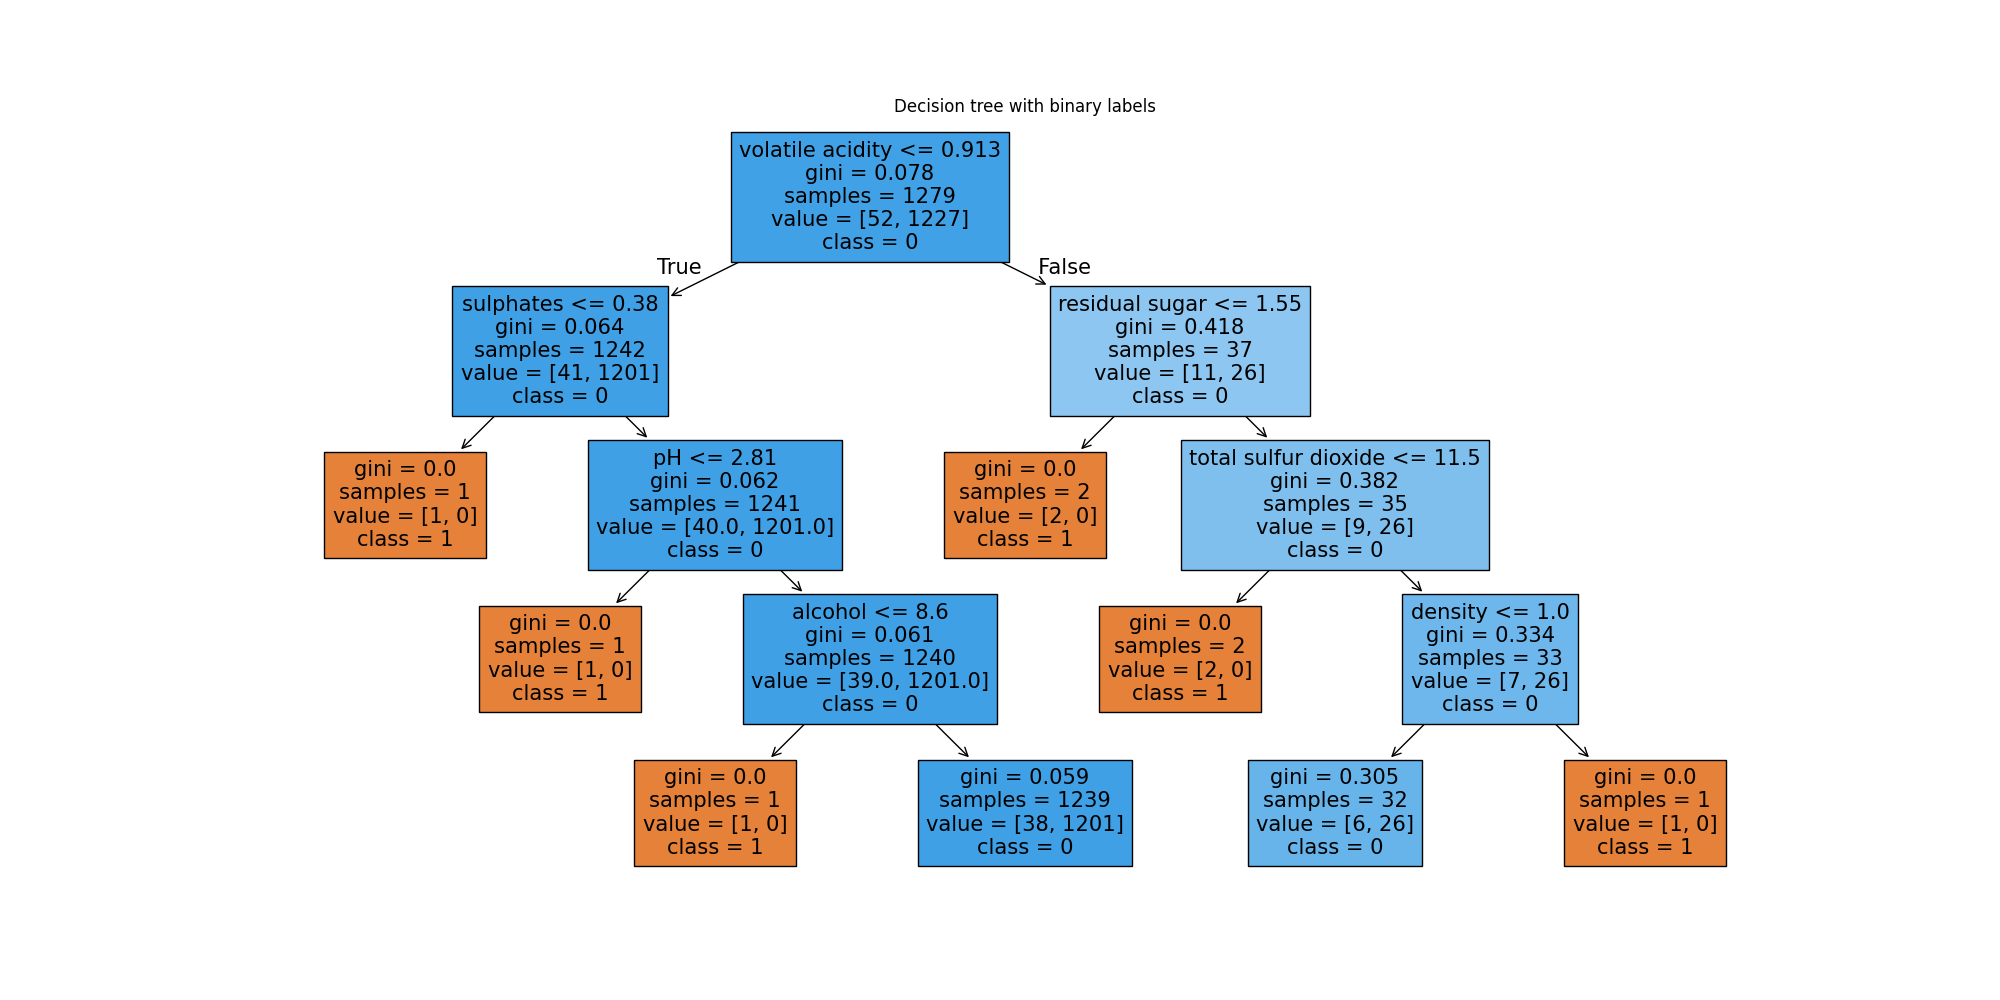 Decision tree with binary labels
volatile acidity <= 0.913
gini = 0.078
samples = 1279
value = [52, 1227]
class = 0
True
False
sulphates <= 0.38
gini = 0.064
samples = 1242
value = [41, 1201]
class = 0
residual sugar <= 1.55
gini = 0.418
samples = 37
value = [11, 26]
class = 0
gini = 0.0
samples = 1
value = [1, 0]
class = 1
pH <= 2.81
gini = 0.062
samples = 1241
value = [40.0, 1201.0]
class = 0
gini = 0.0
samples = 2
value = [2, 0]
class = 1
total sulfur dioxide <= 11.5
gini = 0.382
samples = 35
value = [9, 26]
class = 0
gini = 0.0
samples = 1
value = [1, 0]
class = 1
alcohol <= 8.6
gini = 0.061
samples = 1240
value = [39.0, 1201.0]
class = 0
gini = 0.0
samples = 2
value = [2, 0]
class = 1
density <= 1.0
gini = 0.334
samples = 33
value = [7, 26]
class = 0
gini = 0.0
samples = 1
value = [1, 0]
class = 1
gini = 0.059
samples = 1239
value = [38, 1201]
class = 0
gini = 0.305
samples = 32
value = [6, 26]
class = 0
gini = 0.0
samples = 1
value = [1, 0]
class = 1